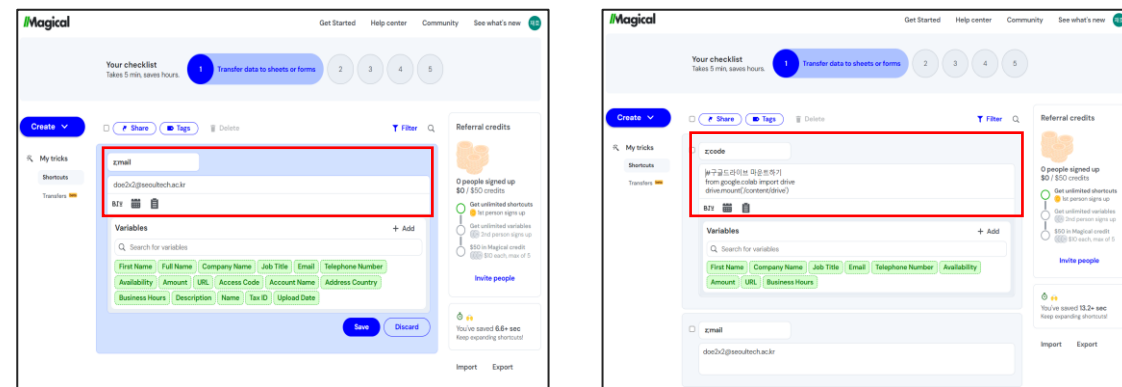 Magical
Get Started Help center Community See what's new
Your checklist
Takes 5 min, saves hours.
1 Transfer data to sheets or forms 2 3 4 5
Create
Share Tags Delete Filter
My tricks
Shortcuts
Transfers
z;mail
doe2x2@seoultech.ac.kr
BIU
Variables + Add
Search for variables
First Name Full Name Company Name Job Title Email Telephone Number
Availability Amount URL Access Code Account Name Address Country
Business Hours Description Name Tax ID Upload Date
Save Discard
Referral credits
0 people signed up
$0 / $50 credits
Get unlimited shortcuts
1st person signs up
Get unlimited variables
2nd person signs up
$50 in Magical credit
$10 each, max of 5
Invite people
You've saved 6.6+ sec
Keep expanding shortcuts!
Import Export
Magical
Get Started Help center Community See what's new
Your checklist
Takes 5 min, saves hours.
1 Transfer data to sheets or forms 2 3 4 5
Create
Share Tags Delete Filter
My tricks
Shortcuts
Transfers
z;code
#구글드라이브 마운트하기
from google.colab import drive
drive.mount('/content/drive')
BIU
Variables + Add
Search for variables
First Name Company Name Job Title Email Telephone Number Availability
Amount URL Business Hours
z;mail
doe2x2@seoultech.ac.kr
Referral credits
0 people signed up
$0 / $50 credits
Get unlimited shortcuts
1st person signs up
Get unlimited variables
2nd person signs up
$50 in Magical credit
$10 each, max of 5
Invite people
You've saved 13.2+ sec
Keep expanding shortcuts!
Import Export